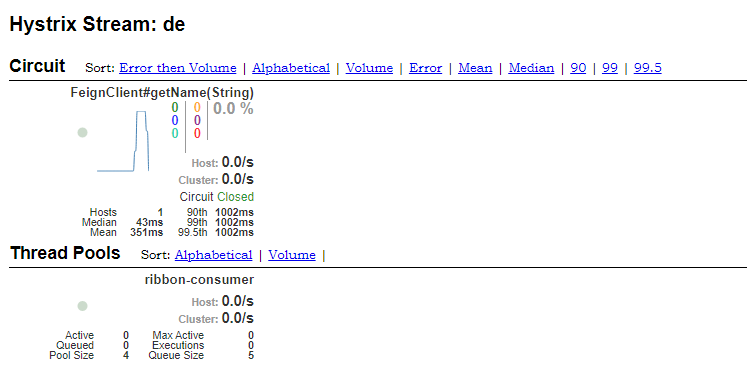 Hystrix Stream: de
Circuit Sort: Error then Volume | Alphabetical | Volume | Error | Mean | Median | 90 | 99 | 99.5
FeignClient#getName(String)
0 0 0.0 %
0 0
0 0
Host: 0.0/s
Cluster: 0.0/s
Circuit Closed
Hosts 1 90th 1002ms
Median 43ms 99th 1002ms
Mean 351ms 99.5th 1002ms
Thread Pools Sort: Alphabetical | Volume |
ribbon-consumer
Host: 0.0/s
Cluster: 0.0/s
Active 0 Max Active 0
Queued 0 Executions 0
Pool Size 4 Queue Size 5